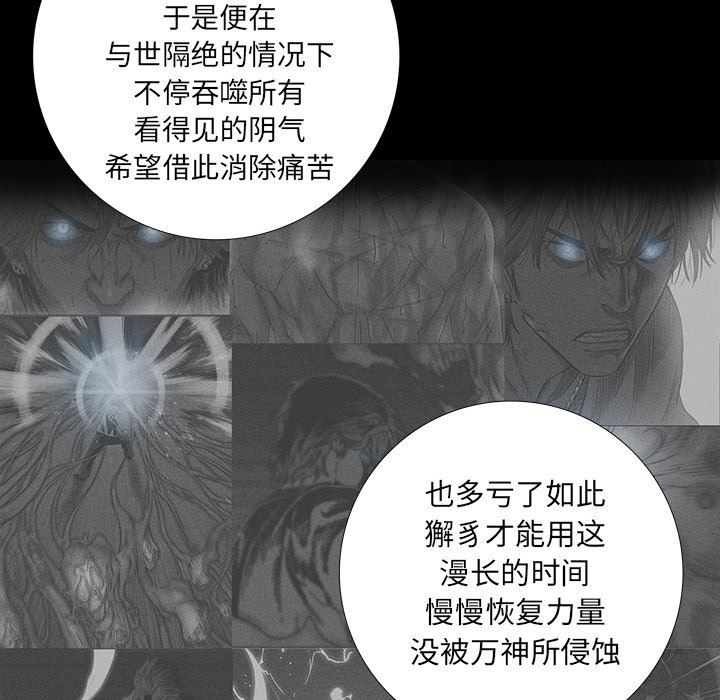 于是便在
与世隔绝的情况下
不停吞噬所有
看得见的阴气
希望借此消除痛苦
也多亏了如此
獬豸才能用这
漫长的时间
慢慢恢复力量
没被万神所侵蚀